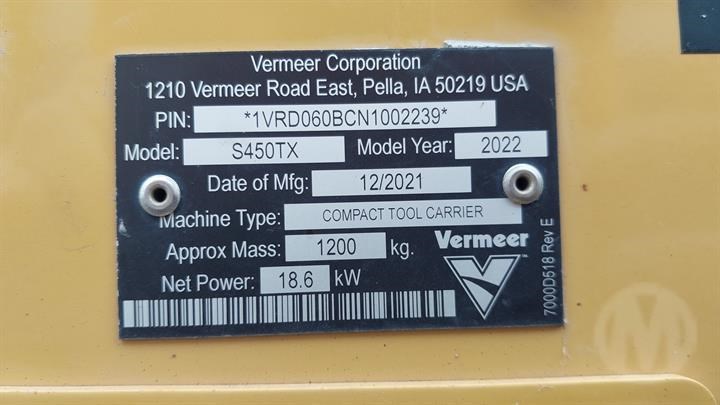 Vermeer Corporation
1210 Vermeer Road East, Pella, IA 50219 USA
PIN: *1VRD060BCN1002239*
Model: S450TX Model Year: 2022
Date of Mfg: 12/2021
Machine Type: COMPACT TOOL CARRIER
Approx Mass: 1200 kg.
Net Power: 18.6 kW
Vermeer
7000D518 Rev E
M